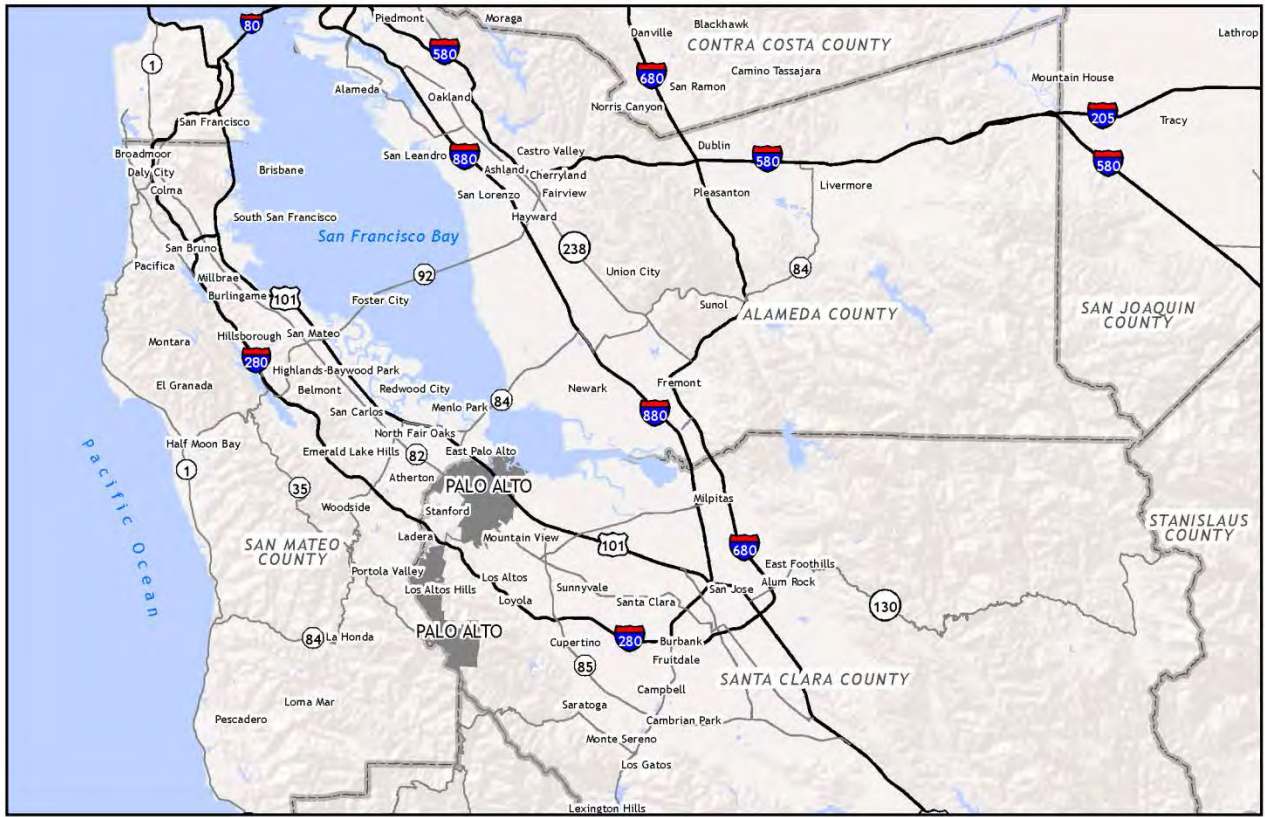 Piedmont
Moraga
Blackhawk
Danville
Lathrop
80
CONTRA COSTA COUNTY
580
1
680
Camino Tassajara
Mountain House
San Ramon
Alameda
Oakland
Norris Canyon
205
Tracy
San Francisco
Dublin
Castro Valley
Broadmoor
San Leandro
880
580
580
Daly City
Brisbane
Ashland
Cherryland
Livermore
Colma
San Lorenzo
Fairview
Pleasanton
South San Francisco
Hayward
San Francisco Bay
San Bruno
238
Pacifica
Millbrae
92
Union City
84
Burlingame
101
Foster City
Sunol
ALAMEDA COUNTY
SAN JOAQUIN
COUNTY
Hillsborough
San Mateo
Montara
280
Highlands-Baywood Park
El Granada
Belmont
Redwood City
Newark
Fremont
San Carlos
Menlo Park
84
880
North Fair Oaks
Half Moon Bay
Emerald Lake Hills
82
East Palo Alto
1
Pacific Ocean
Atherton
PALO ALTO
35
Woodside
Stanford
Milpitas
STANISLAUS
COUNTY
SAN MATEO
COUNTY
Ladera
Mountain View
101
680
Portola Valley
East Foothills
Los Altos
Alum Rock
Los Altos Hills
Sunnyvale
San Jose
Loyola
Santa Clara
130
84
La Honda
PALO ALTO
Cupertino
280
Burbank
85
Fruitdale
SANTA CLARA COUNTY
Campbell
Loma Mar
Saratoga
Pescadero
Cambrian Park
Monte Sereno
Los Gatos
Lexington Hills